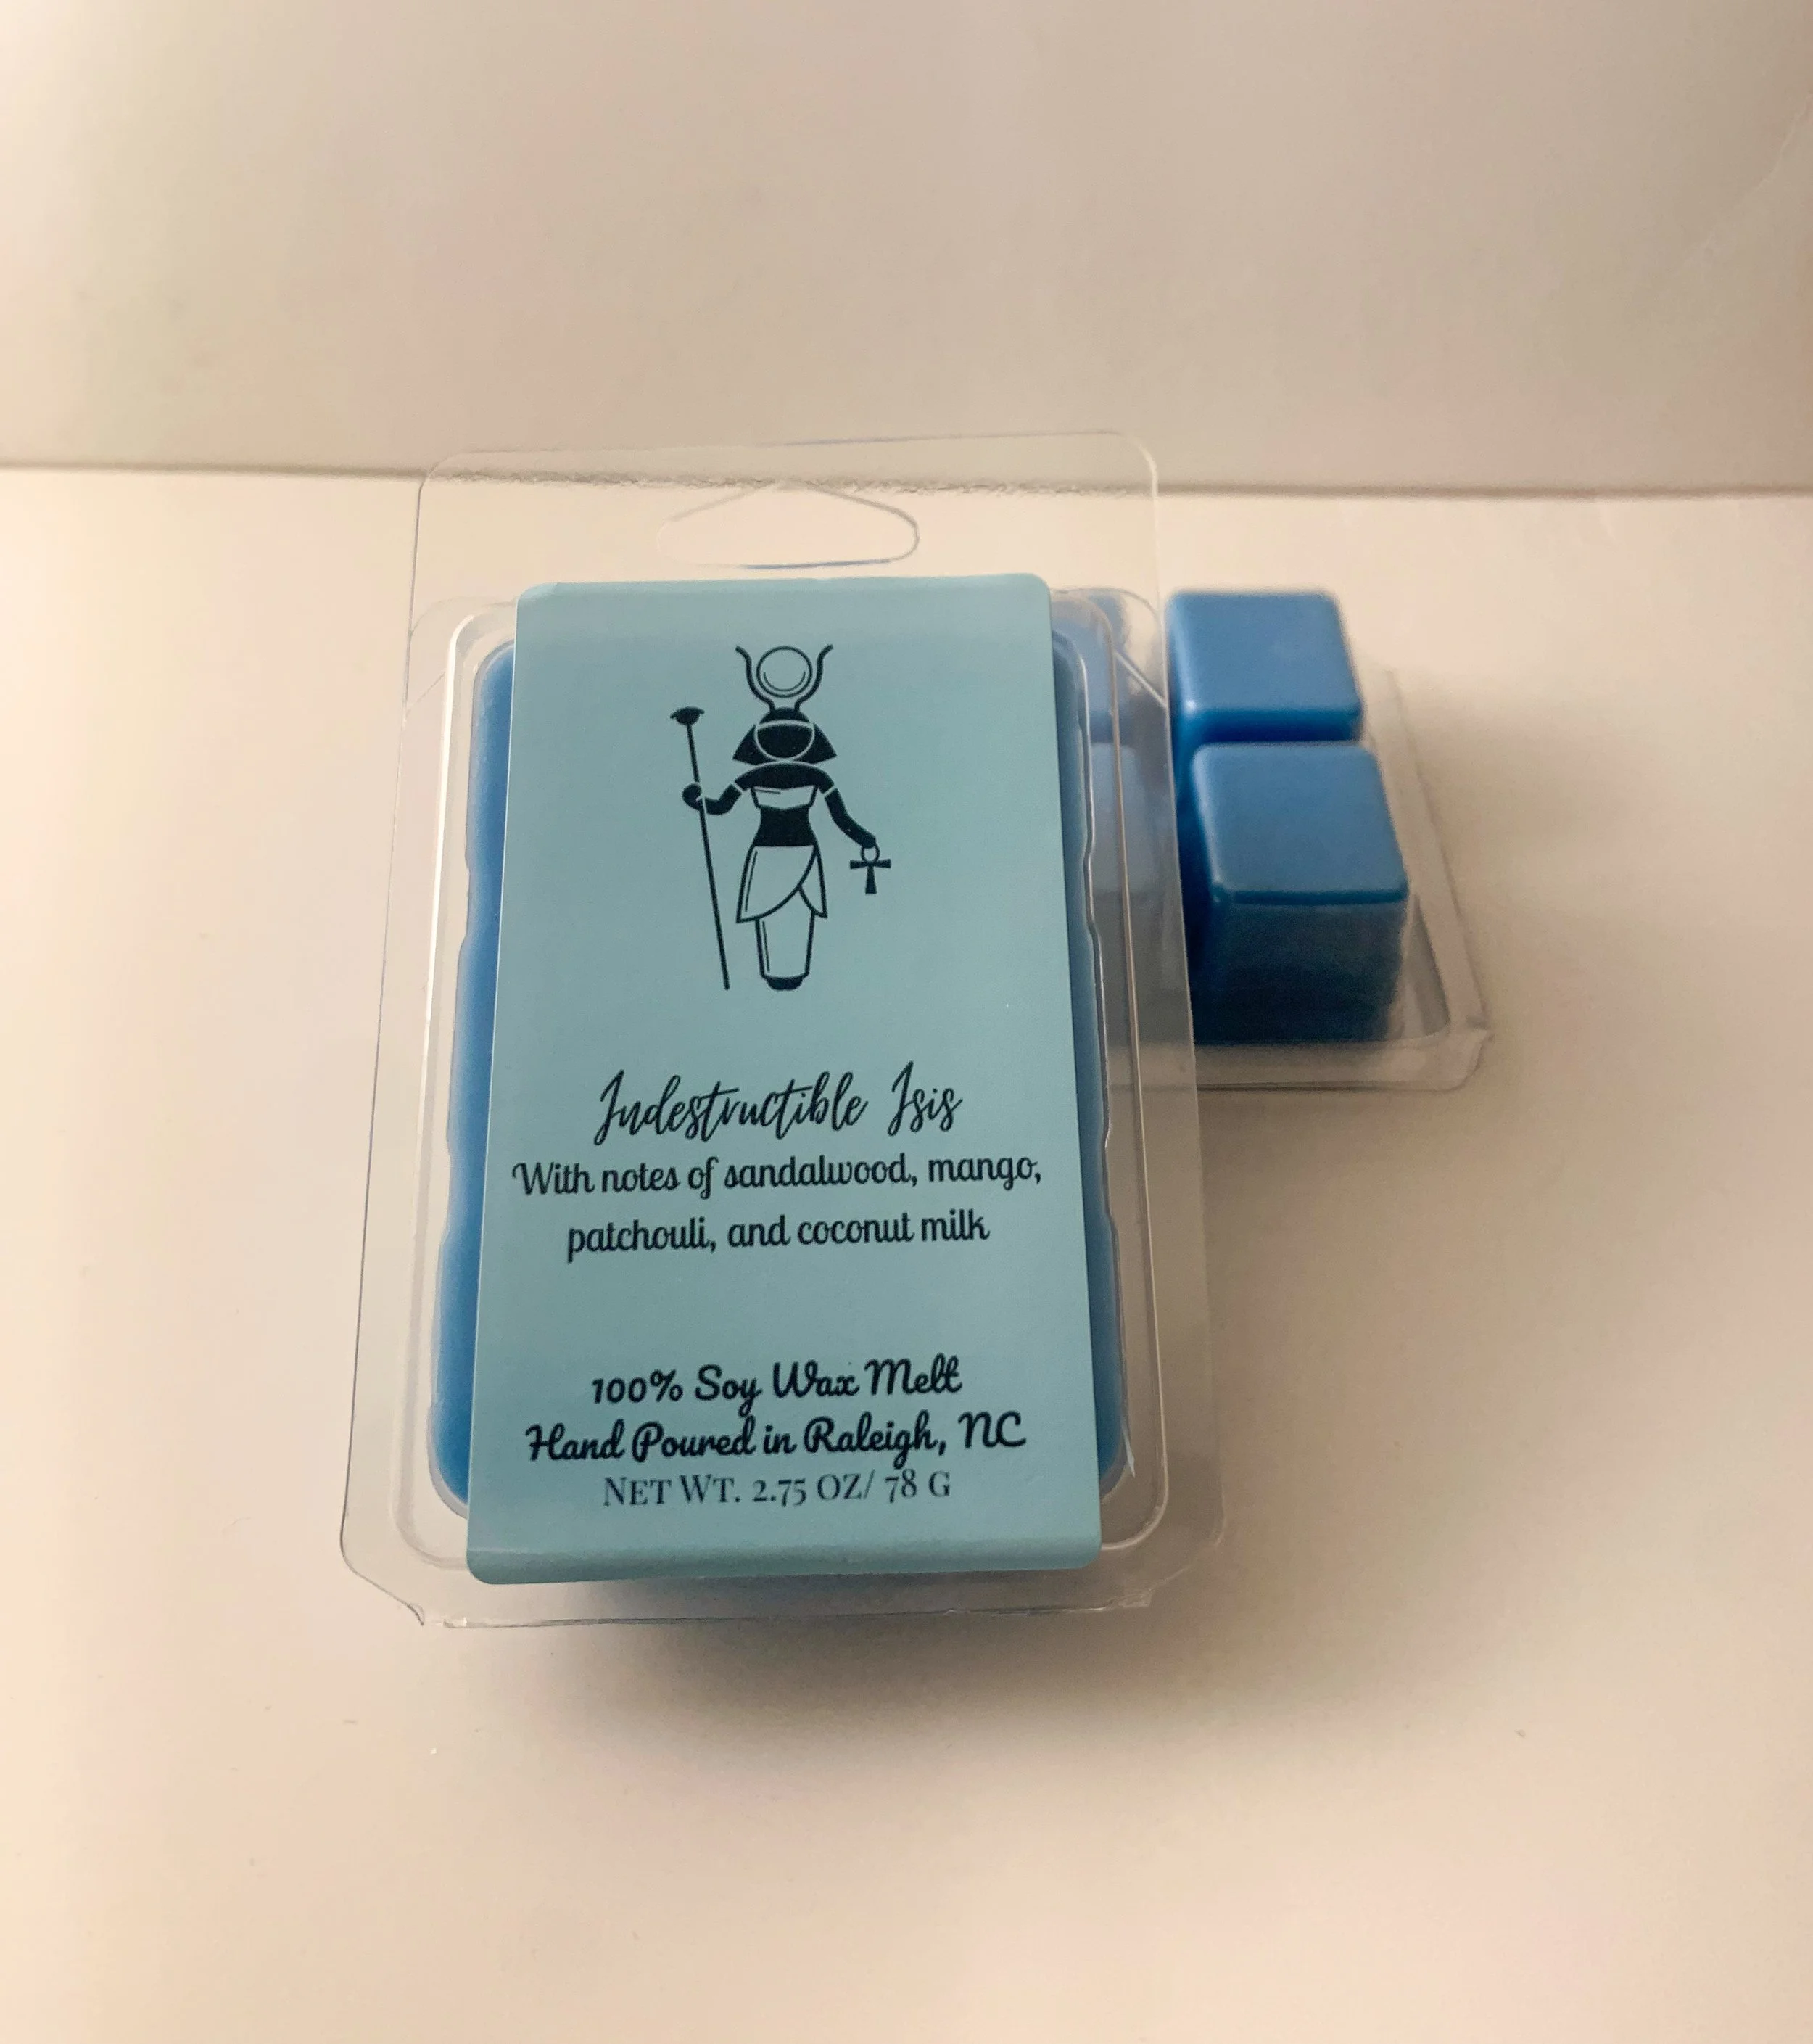 Indestructible Isis
With notes of sandalwood, mango,
patchouli, and coconut milk
100% Soy Wax Melt
Hand Poured in Raleigh, NC
NET WT. 2.75 OZ/ 78 G